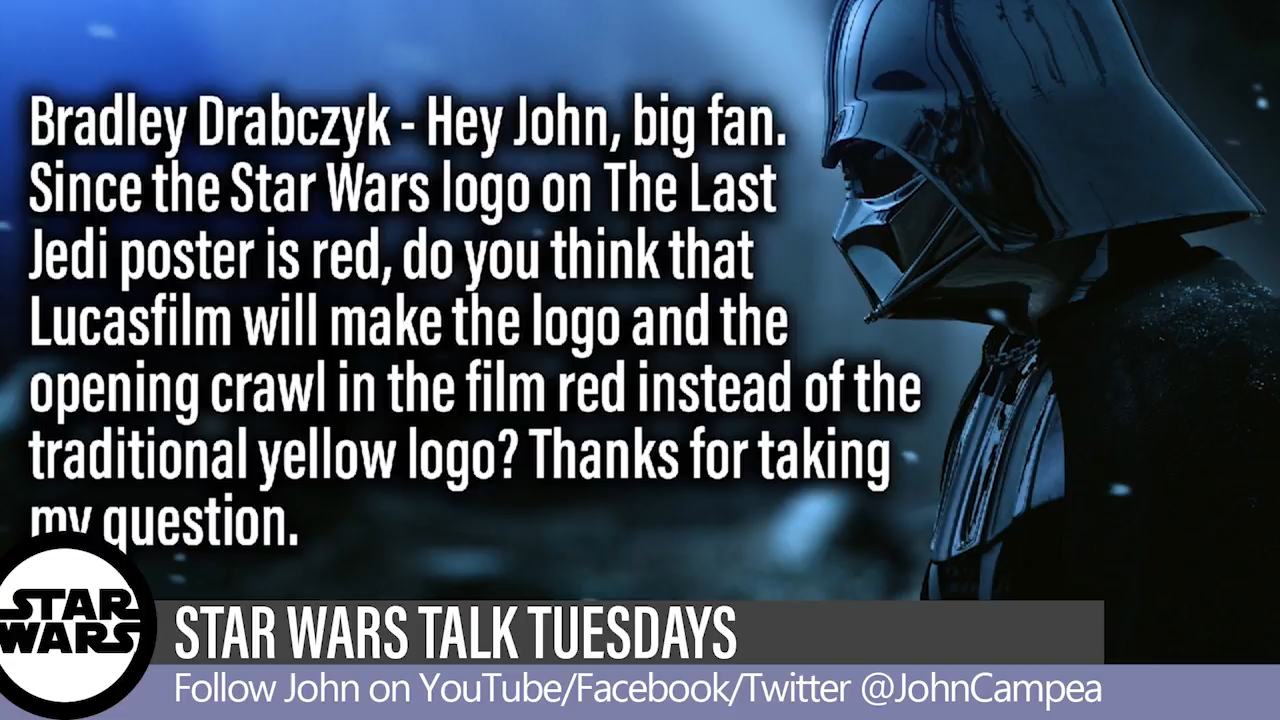 Bradley Drabczyk - Hey John, big fan.
Since the Star Wars logo on The Last
Jedi poster is red, do you think that
Lucasfilm will make the logo and the
opening crawl in the film red instead of the
traditional yellow logo? Thanks for taking
my question.
STAR
WARS
STAR WARS TALK TUESDAYS
Follow John on YouTube/Facebook/Twitter @JohnCampea